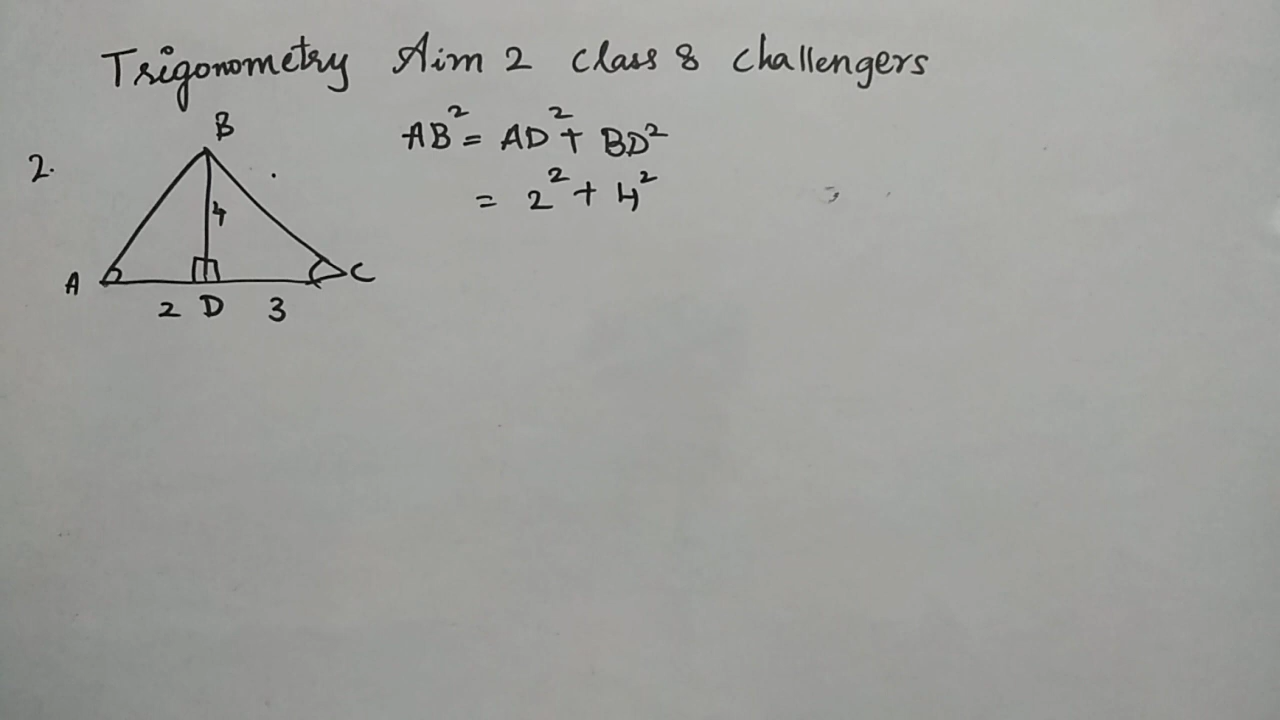 Trigonometry Aim 2 class 8 challengers
2.
B
AB² = AD² + BD²
= 2² + 4²
4
A
C
2 D 3